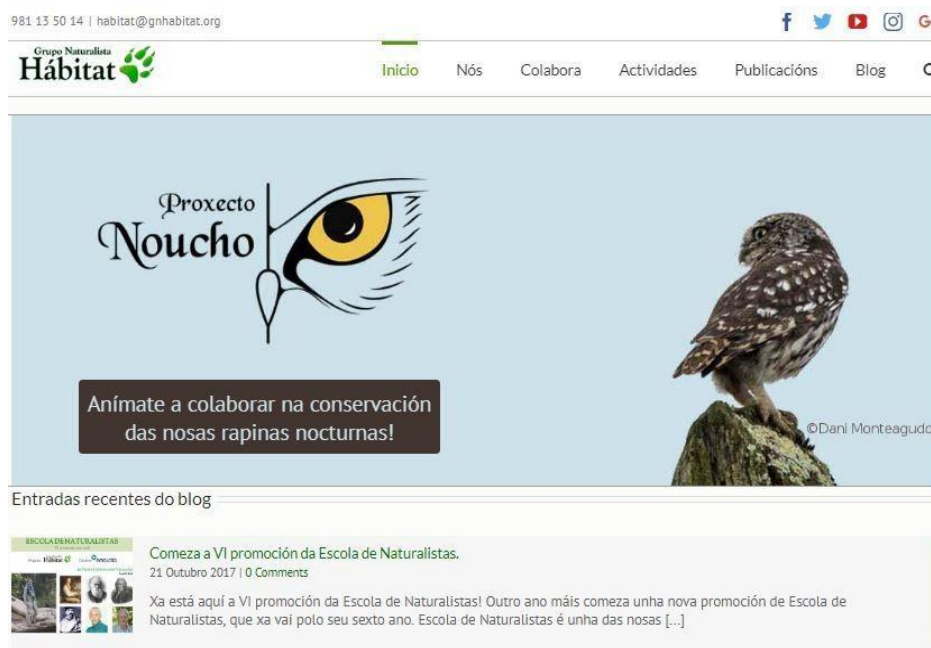 981 13 50 14 | habitat@gnhabitat.org
Grupo Naturalista
Hábitat
Inicio Nós Colabora Actividades Publicacións Blog
Proxecto
Noucho
Anímate a colaborar na conservación
das nosas rapinas nocturnas!
©Dani Monteagudo
Entradas recentes do blog
ESCOLA DE NATURALISTAS
Hábitat
Comeza a VI promoción da Escola de Naturalistas.
21 Outubro 2017 | 0 Comments
Xa está aquí a VI promoción da Escola de Naturalistas! Outro ano máis comeza unha nova promoción de Escola de
Naturalistas, que xa vai polo seu sexto ano. Escola de Naturalistas é unha das nosas [...]